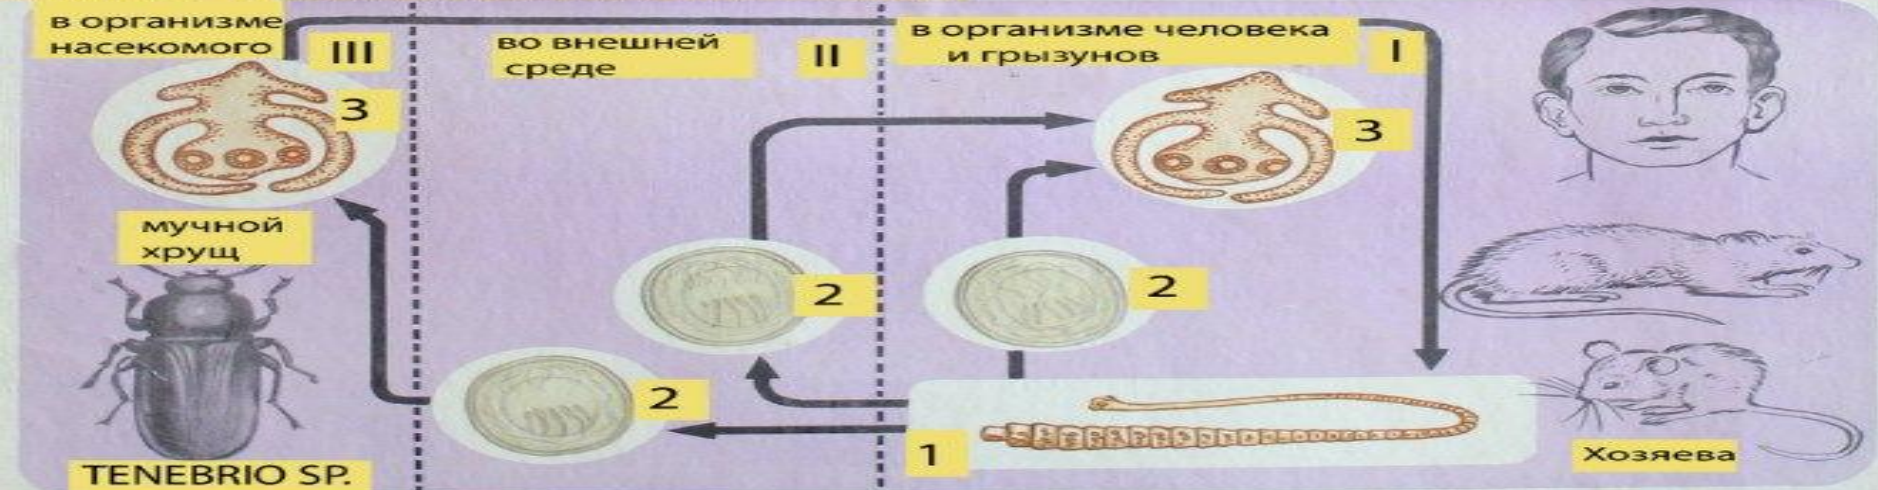 в организме
насекомого
III
во внешней
среде
II
в организме человека
и грызунов
I
3
3
мучной
хрущ
2
2
2
1
TENEBRIO SP.
Хозяева